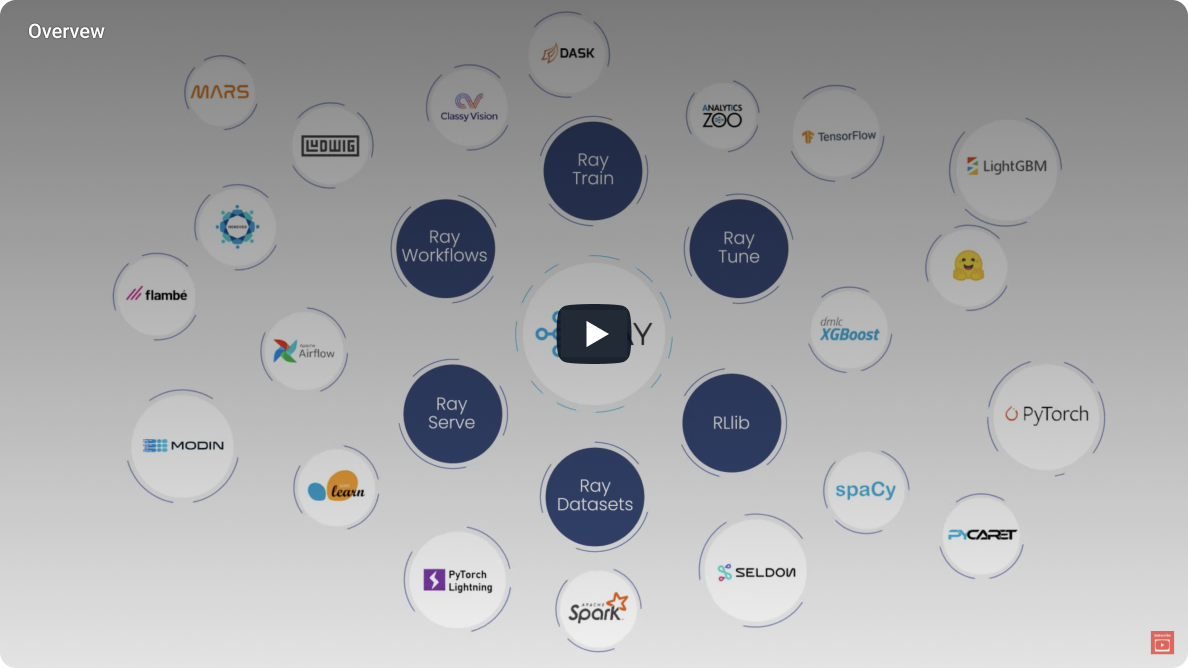 Overvew
DASK
MARS
Classy Vision
ANALYTICS
ZOO
TensorFlow
LUDWIG
LightGBM
Ray
Train
Ray
Workflows
Ray
Tune
flambé
dmlc
XGBoost
AY
Apache
Airflow
Ray
Serve
RLlib
PyTorch
MODIN
learn
Ray
Datasets
spaCy
PYCARET
PyTorch
Lightning
SELDON
APACHE
Spark
Subscribe